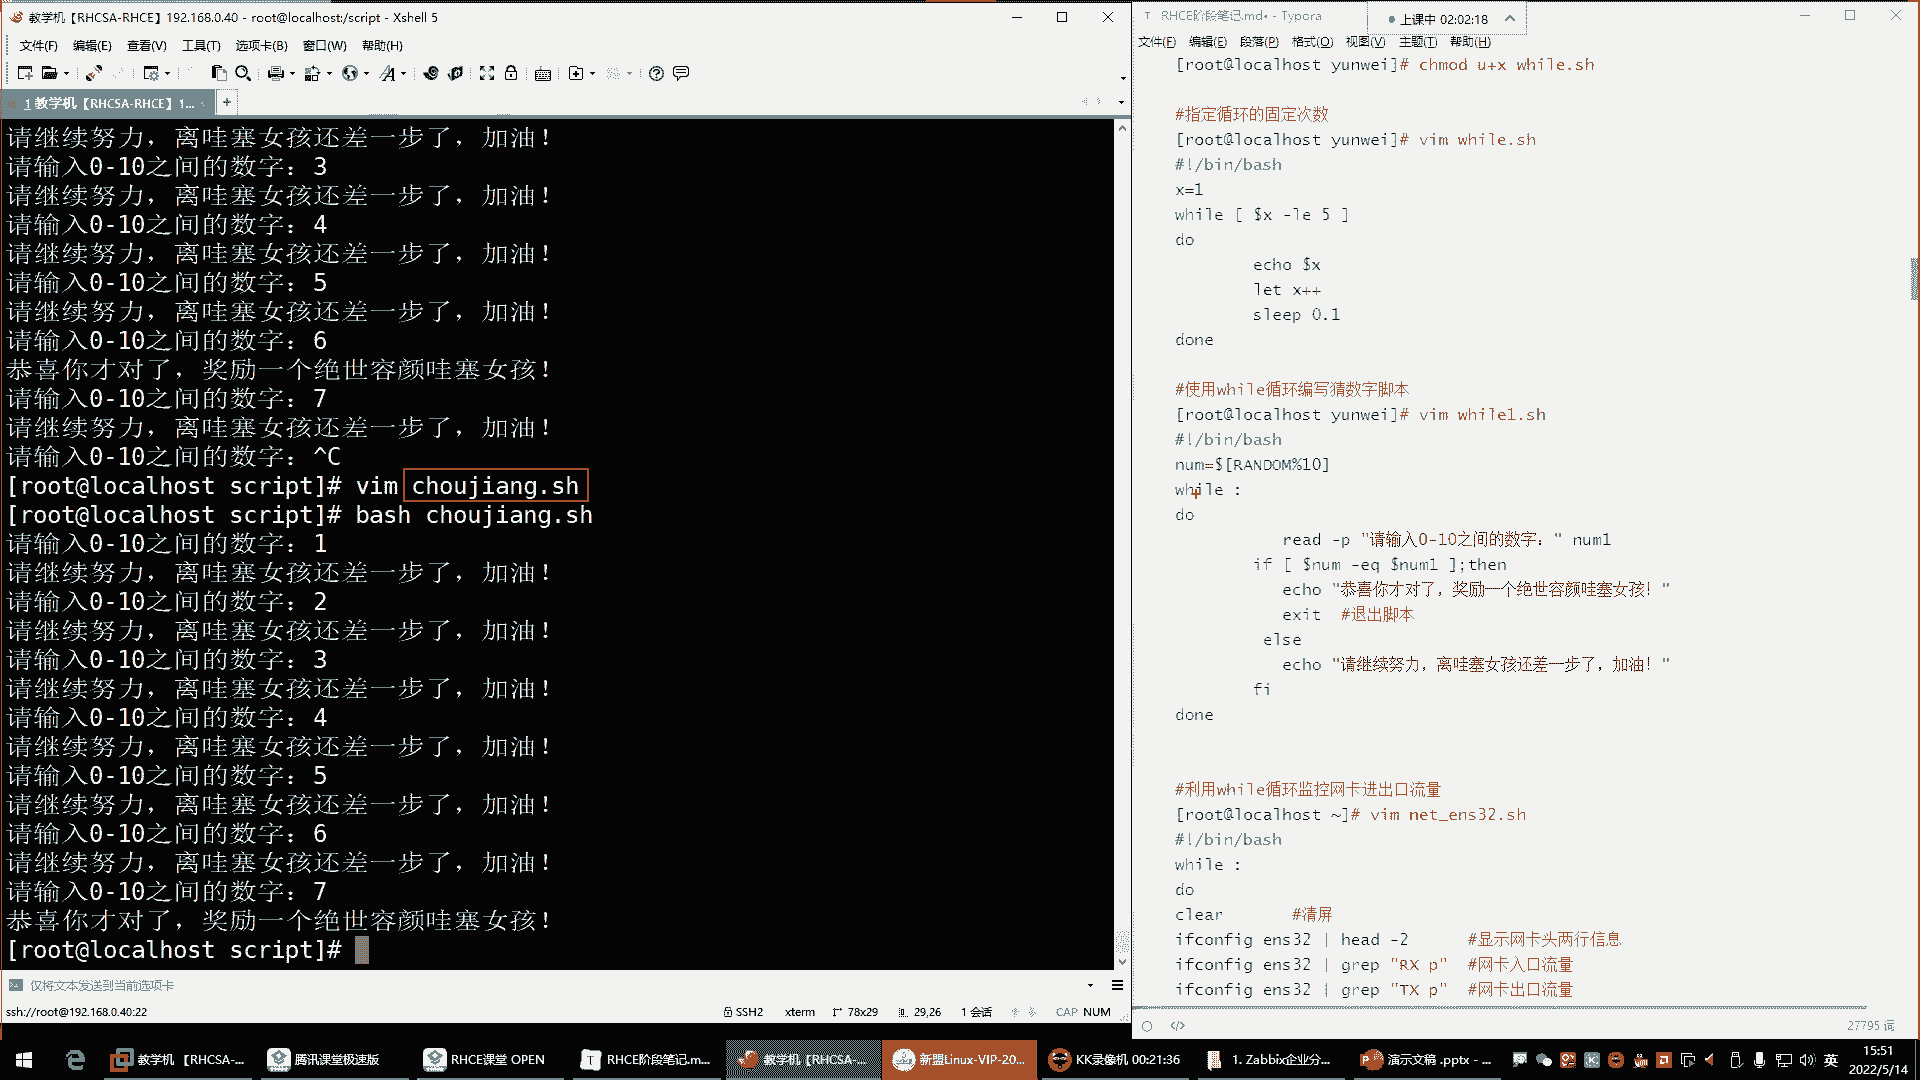 教学机【RHCSA-RHCE】192.168.0.40 - root@localhost:/script - Xshell 5
文件(F) 编辑(E) 查看(V) 工具(T) 选项卡(B) 窗口(W) 帮助(H)
1 教学机【RHCSA-RHCE】1...
请继续努力，离哇塞女孩还差一步了，加油！
请输入0-10之间的数字：3
请继续努力，离哇塞女孩还差一步了，加油！
请输入0-10之间的数字：4
请继续努力，离哇塞女孩还差一步了，加油！
请输入0-10之间的数字：5
请继续努力，离哇塞女孩还差一步了，加油！
请输入0-10之间的数字：6
恭喜你才对了，奖励一个绝世容颜哇塞女孩！
请输入0-10之间的数字：7
请继续努力，离哇塞女孩还差一步了，加油！
请输入0-10之间的数字：^C
[root@localhost script]# vim choujiang.sh
[root@localhost script]# bash choujiang.sh
请输入0-10之间的数字：1
请继续努力，离哇塞女孩还差一步了，加油！
请输入0-10之间的数字：2
请继续努力，离哇塞女孩还差一步了，加油！
请输入0-10之间的数字：3
请继续努力，离哇塞女孩还差一步了，加油！
请输入0-10之间的数字：4
请继续努力，离哇塞女孩还差一步了，加油！
请输入0-10之间的数字：5
请继续努力，离哇塞女孩还差一步了，加油！
请输入0-10之间的数字：6
请继续努力，离哇塞女孩还差一步了，加油！
请输入0-10之间的数字：7
恭喜你才对了，奖励一个绝世容颜哇塞女孩！
[root@localhost script]#
仅将文本发送到当前选项卡
ssh://root@192.168.0.40:22
SSH2 xterm 78x29 29,26 1 会话 CAP NUM
RHCE阶段笔记.md• - Typora
上课中 02:02:18
文件(F) 编辑(E) 段落(P) 格式(O) 视图(V) 主题(T) 帮助(H)
[root@localhost yunwei]# chmod u+x while.sh
#指定循环的固定次数
[root@localhost yunwei]# vim while.sh
#!/bin/bash
x=1
while [ $x -le 5 ]
do
echo $x
let x++
sleep 0.1
done
#使用while循环编写猜数字脚本
[root@localhost yunwei]# vim while1.sh
#!/bin/bash
num=$[RANDOM%10]
while :
do
read -p "请输入0-10之间的数字：" num1
if [ $num -eq $num1 ];then
echo "恭喜你才对了，奖励一个绝世容颜哇塞女孩！"
exit #退出脚本
else
echo "请继续努力，离哇塞女孩还差一步了，加油！"
fi
done
#利用while循环监控网卡进出口流量
[root@localhost ~]# vim net_ens32.sh
#!/bin/bash
while :
do
clear #清屏
ifconfig ens32 | head -2 #显示网卡头两行信息
ifconfig ens32 | grep "RX p" #网卡入口流量
ifconfig ens32 | grep "TX p" #网卡出口流量
</> 27795 词
教学机 【RHCSA-... 腾讯课堂极速版 RHCE课堂 OPEN RHCE阶段笔记.m... 教学机【RHCSA-... 新盟Linux-VIP-20... KK录像机 00:21:36 1. Zabbix企业分... 演示文稿 .pptx - ... 英
15:51
2022/5/14